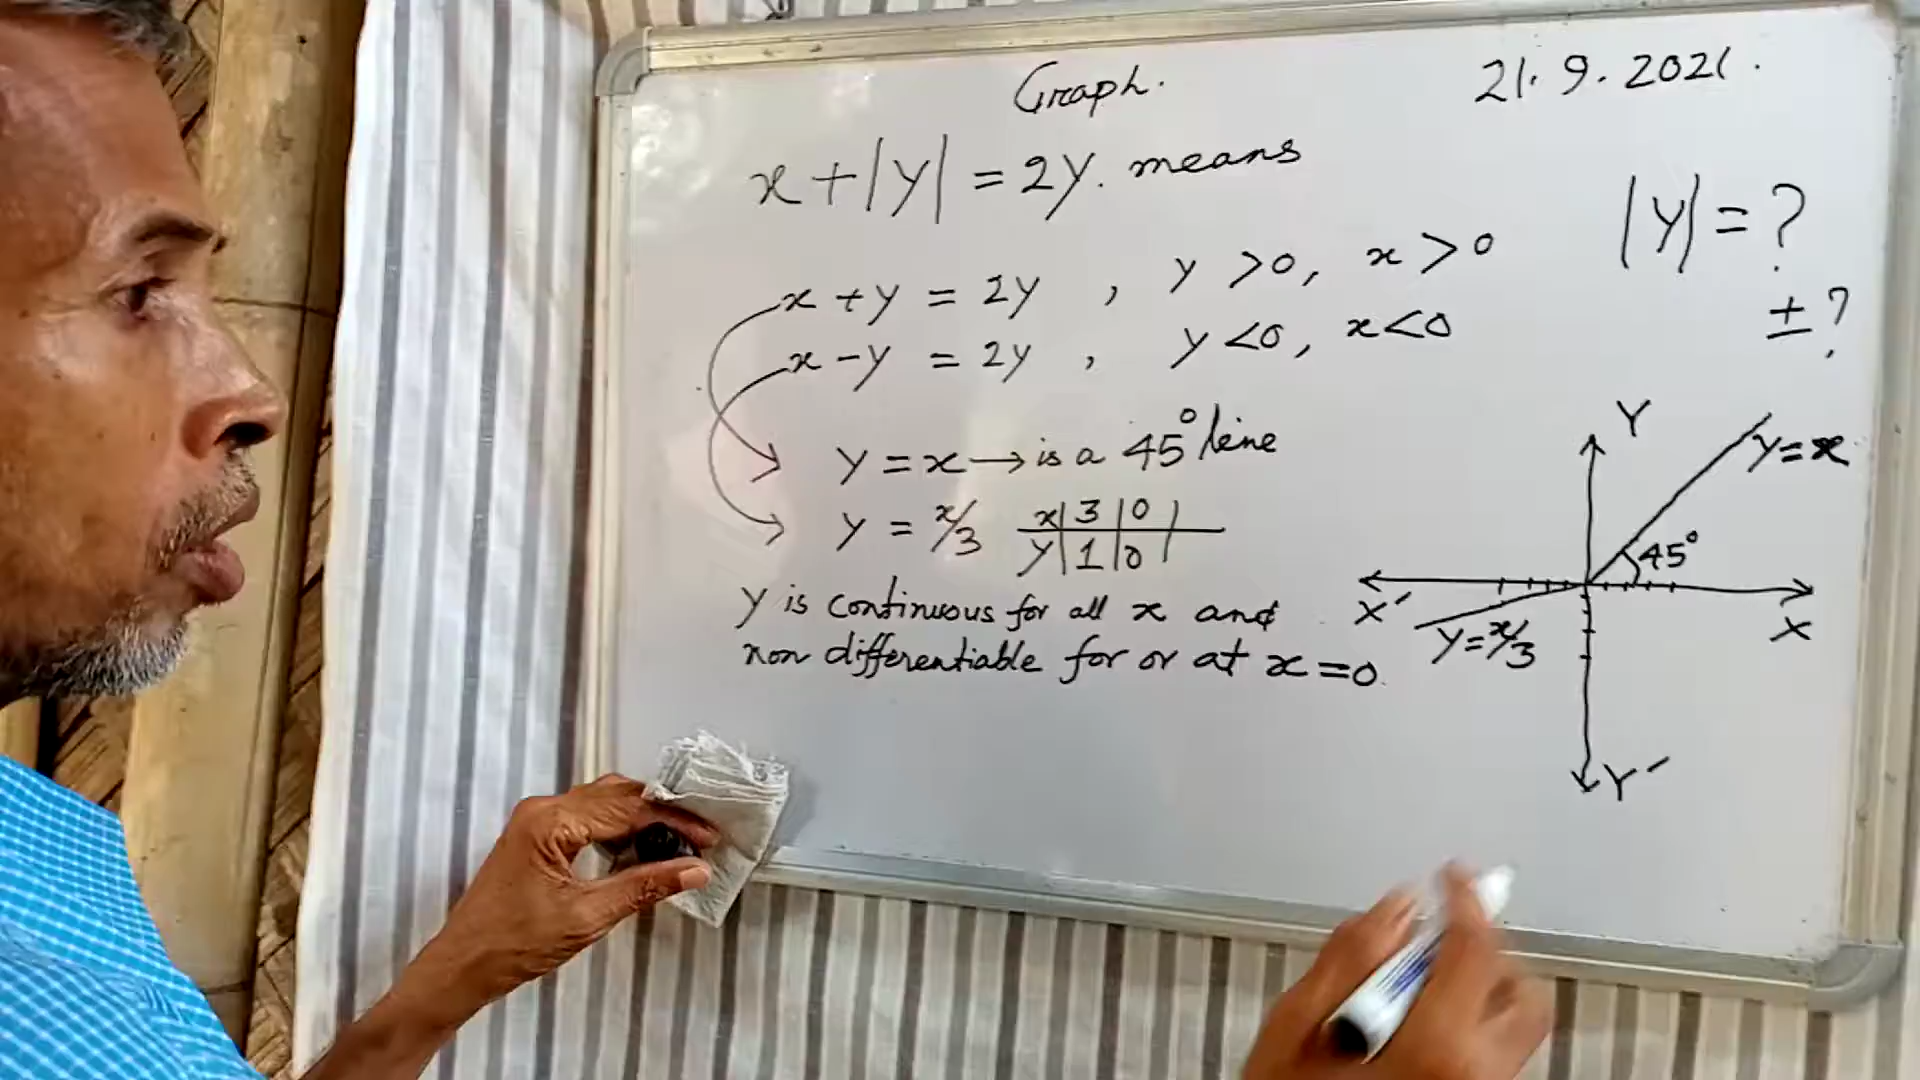 Graph.
21.9.2021.
x+|y| = 2y. means
x+y = 2y , y >0, x >0
x-y = 2y , y <0, x<0
y = x → is a 45° line
y = x/3
x | 3 | 0 |
y | 1 | 0 |
y is continuous for all x and
non differentiable for or at x=0.
|y| = ?
± ?
Y
y=x
45°
X′
X
y=x/3
Y′